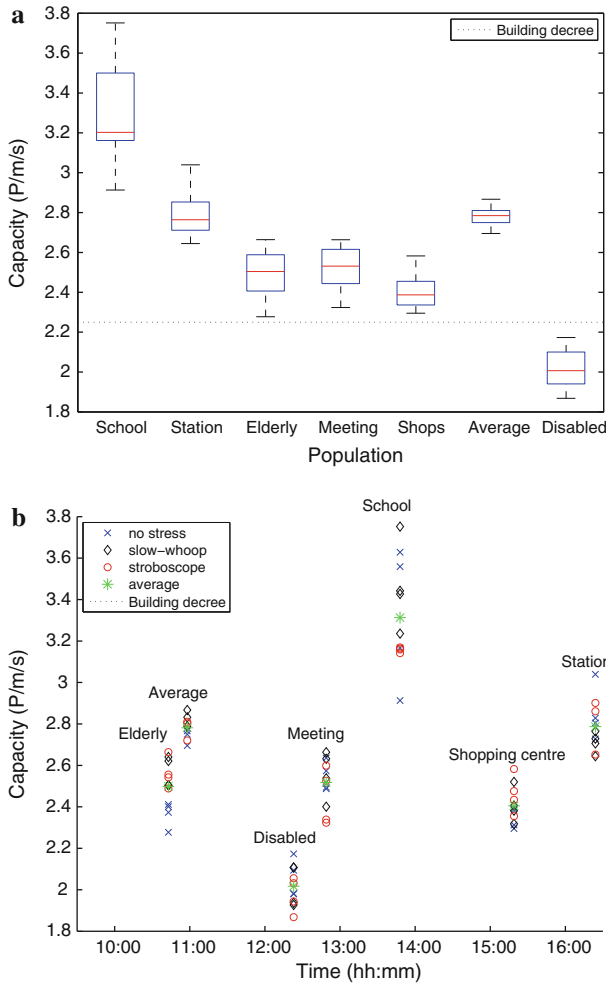 a
3.8
3.6
3.4
3.2
3
2.8
2.6
2.4
2.2
2
1.8
Capacity (P/m/s)
Building decree
School Station Elderly Meeting Shops Average Disabled
Population
b
3.8
3.6
3.4
3.2
3
2.8
2.6
2.4
2.2
2
1.8
Capacity (P/m/s)
no stress
slow-whoop
stroboscope
average
Building decree
School
Station
Average
Elderly
Meeting
Shopping centre
Disabled
10:00 11:00 12:00 13:00 14:00 15:00 16:00
Time (hh:mm)